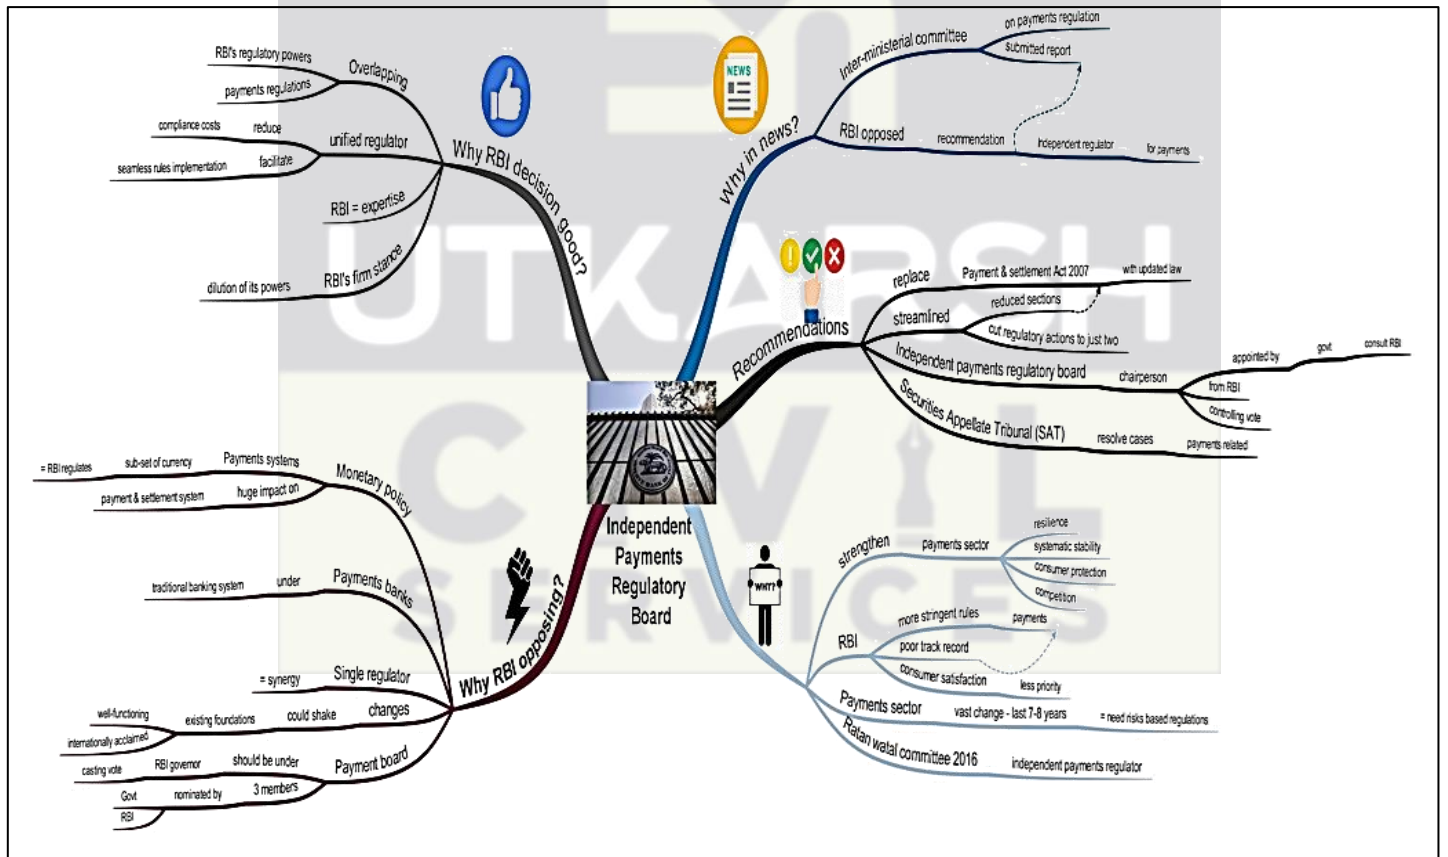 Independent
Payments
Regulatory
Board
Why in news?
NEWS
Inter-ministerial committee
on payments regulation
submitted report
RBI opposed
recommendation
Independent regulator
for payments
Recommendations
replace
Payment & settlement Act 2007
with updated law
streamlined
reduced sections
cut regulatory actions to just two
Independent payments regulatory board
chairperson
appointed by
govt
consult RBI
from RBI
controlling vote
Securities Appellate Tribunal (SAT)
resolve cases
payments related
WHY?
strengthen
payments sector
resilience
systematic stability
consumer protection
competition
RBI
more stringent rules
payments
poor track record
consumer satisfaction
less priority
Payments sector
vast change - last 7-8 years
= need risks based regulations
Ratan watal committee 2016
independent payments regulator
Why RBI opposing?
Monetary policy
Payments systems
sub-set of currency
= RBI regulates
huge impact on
payment & settlement system
Payments banks
under
traditional banking system
Single regulator
= synergy
changes
could shake
existing foundations
well-functioning
internationally acclaimed
Payment board
should be under
RBI governor
casting vote
3 members
nominated by
Govt
RBI
Why RBI decision good?
Overlapping
RBI's regulatory powers
payments regulations
unified regulator
reduce
compliance costs
facilitate
seamless rules implementation
RBI = expertise
RBI's firm stance
dilution of its powers
UTKARSH
CIVIL
SERVICES